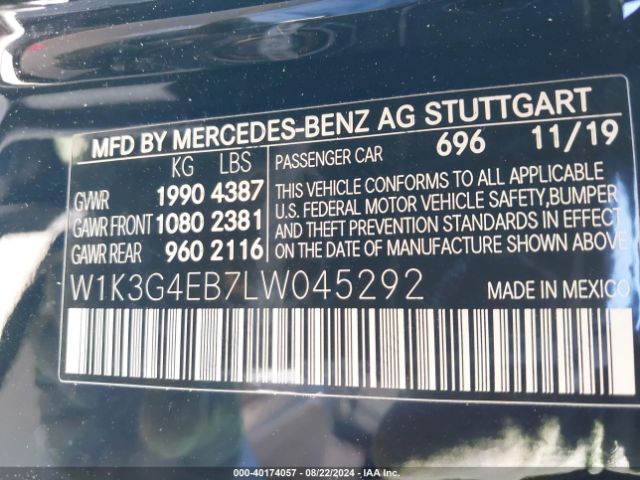 MFD BY MERCEDES-BENZ AG STUTTGART
KG LBS
GVWR 1990 4387
GAWR FRONT 1080 2381
GAWR REAR 960 2116
PASSENGER CAR 696 11/19
THIS VEHICLE CONFORMS TO ALL APPLICABLE
U.S. FEDERAL MOTOR VEHICLE SAFETY, BUMPER
AND THEFT PREVENTION STANDARDS IN EFFECT
ON THE DATE OF MANUFACTURE SHOWN ABOVE
W1K3G4EB7LW045292
MADE IN MEXICO
000-40174057 - 08/22/2024 - IAA Inc.